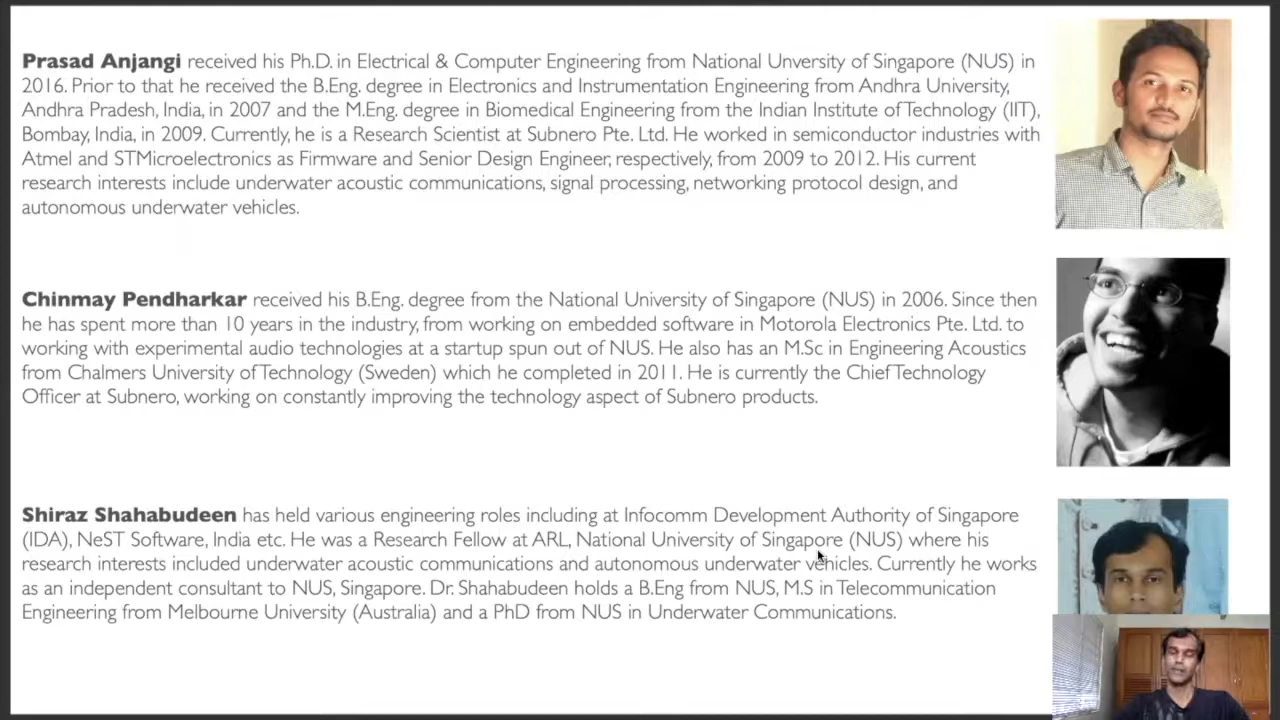 Prasad Anjangi received his Ph.D. in Electrical & Computer Engineering from National Unversity of Singapore (NUS) in
2016. Prior to that he received the B.Eng. degree in Electronics and Instrumentation Engineering from Andhra University,
Andhra Pradesh, India, in 2007 and the M.Eng. degree in Biomedical Engineering from the Indian Institute of Technology (IIT),
Bombay, India, in 2009. Currently, he is a Research Scientist at Subnero Pte. Ltd. He worked in semiconductor industries with
Atmel and STMicroelectronics as Firmware and Senior Design Engineer, respectively, from 2009 to 2012. His current
research interests include underwater acoustic communications, signal processing, networking protocol design, and
autonomous underwater vehicles.
Chinmay Pendharkar received his B.Eng. degree from the National University of Singapore (NUS) in 2006. Since then
he has spent more than 10 years in the industry, from working on embedded software in Motorola Electronics Pte. Ltd. to
working with experimental audio technologies at a startup spun out of NUS. He also has an M.Sc in Engineering Acoustics
from Chalmers University of Technology (Sweden) which he completed in 2011. He is currently the Chief Technology
Officer at Subnero, working on constantly improving the technology aspect of Subnero products.
Shiraz Shahabudeen has held various engineering roles including at Infocomm Development Authority of Singapore
(IDA), NeST Software, India etc. He was a Research Fellow at ARL, National University of Singapore (NUS) where his
research interests included underwater acoustic communications and autonomous underwater vehicles. Currently he works
as an independent consultant to NUS, Singapore. Dr. Shahabudeen holds a B.Eng from NUS, M.S in Telecommunication
Engineering from Melbourne University (Australia) and a PhD from NUS in Underwater Communications.